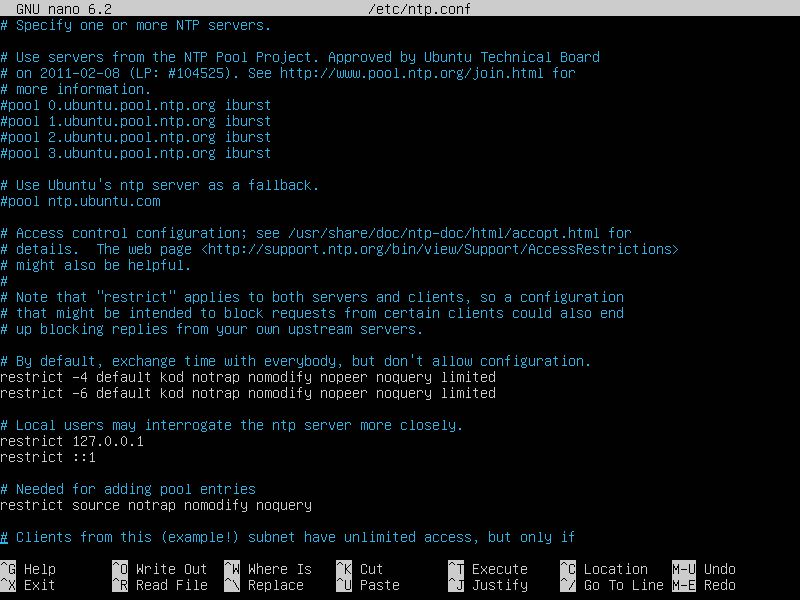 GNU nano 6.2 /etc/ntp.conf
# Specify one or more NTP servers.
# Use servers from the NTP Pool Project. Approved by Ubuntu Technical Board
# on 2011-02-08 (LP: #104525). See http://www.pool.ntp.org/join.html for
# more information.
#pool 0.ubuntu.pool.ntp.org iburst
#pool 1.ubuntu.pool.ntp.org iburst
#pool 2.ubuntu.pool.ntp.org iburst
#pool 3.ubuntu.pool.ntp.org iburst
# Use Ubuntu's ntp server as a fallback.
#pool ntp.ubuntu.com
# Access control configuration; see /usr/share/doc/ntp-doc/html/accopt.html for
# details.  The web page <http://support.ntp.org/bin/view/Support/AccessRestrictions>
# might also be helpful.
#
# Note that "restrict" applies to both servers and clients, so a configuration
# that might be intended to block requests from certain clients could also end
# up blocking replies from your own upstream servers.
# By default, exchange time with everybody, but don't allow configuration.
restrict -4 default kod notrap nomodify nopeer noquery limited
restrict -6 default kod notrap nomodify nopeer noquery limited
# Local users may interrogate the ntp server more closely.
restrict 127.0.0.1
restrict ::1
# Needed for adding pool entries
restrict source notrap nomodify noquery
# Clients from this (example!) subnet have unlimited access, but only if
^G Help ^O Write Out ^W Where Is ^K Cut ^T Execute ^C Location M-U Undo
^X Exit ^R Read File ^\ Replace ^U Paste ^J Justify ^/ Go To Line M-E Redo